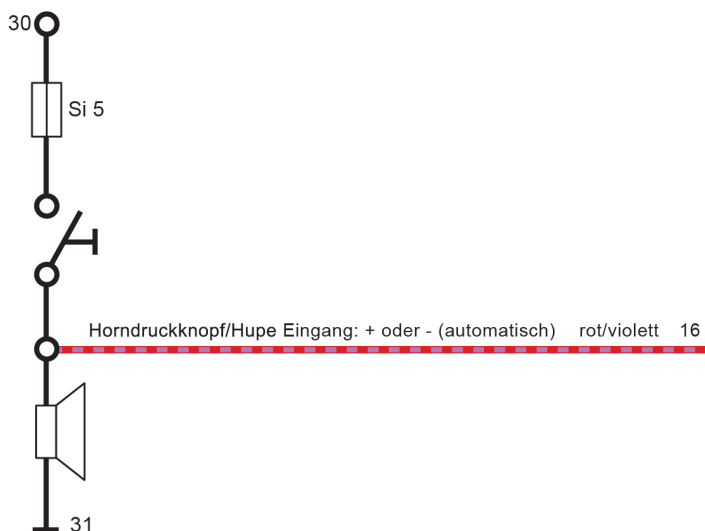 30
Si 5
Horndruckknopf/Hupe Eingang: + oder - (automatisch) rot/violett 16
31